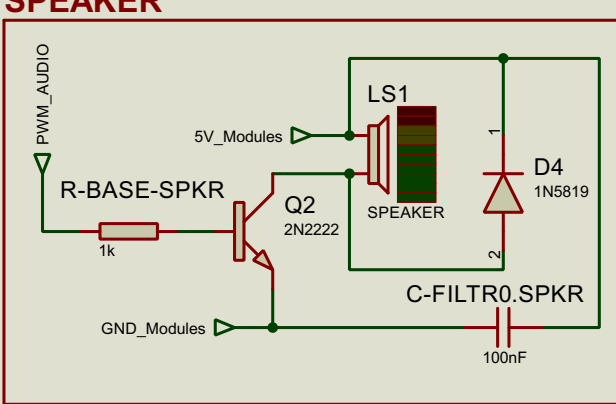 SPEAKER
PWM_AUDIO
LS1
1
5V_Modules
D4
1N5819
R-BASE-SPKR
Q2
SPEAKER
2N2222
1k
2
C-FILTR0.SPKR
GND_Modules
100nF